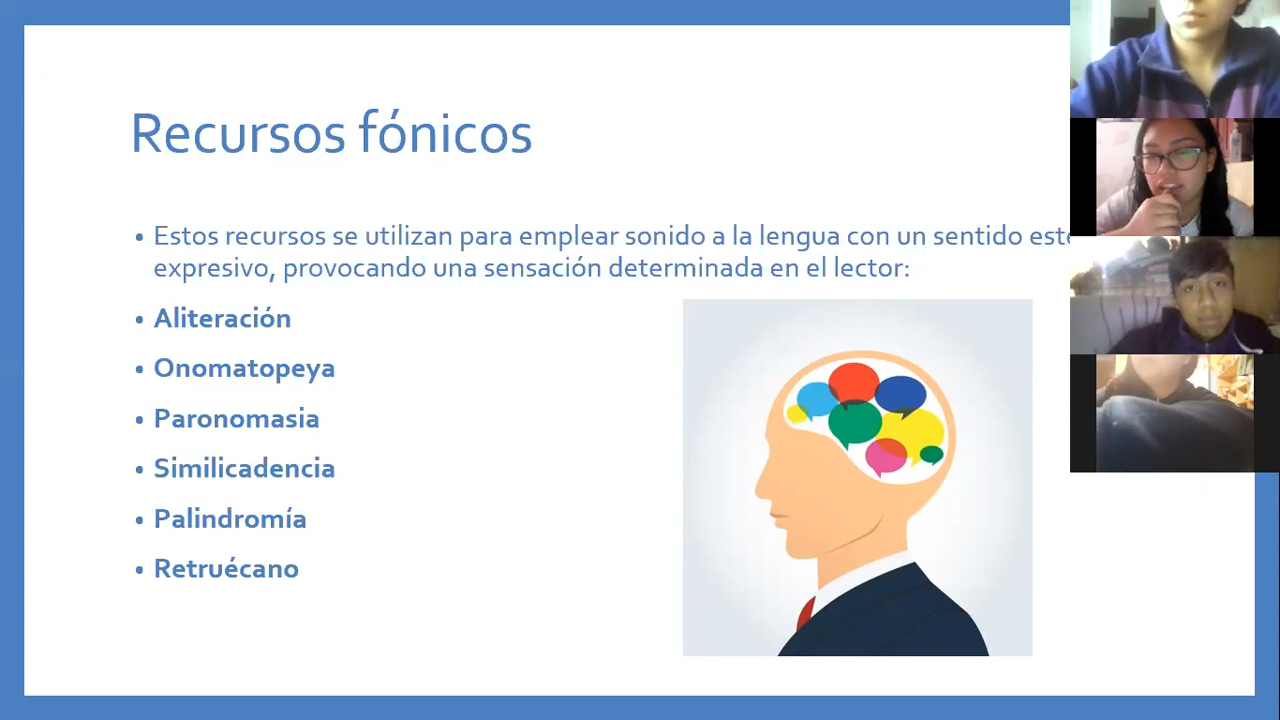 Recursos fónicos
• Estos recursos se utilizan para emplear sonido a la lengua con un sentido
expresivo, provocando una sensación determinada en el lector:
• Aliteración
• Onomatopeya
• Paronomasia
• Similicadencia
• Palindromía
• Retruécano